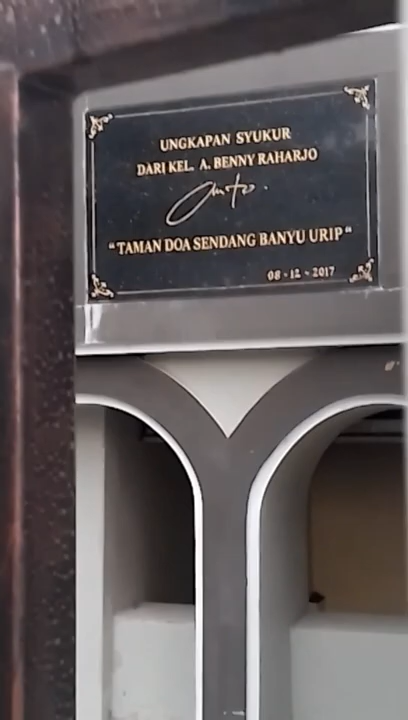 UNGKAPAN SYUKUR
DARI KEL. A. BENNY RAHARJO
"TAMAN DOA SENDANG BANYU URIP"
08 - 12 - 2017